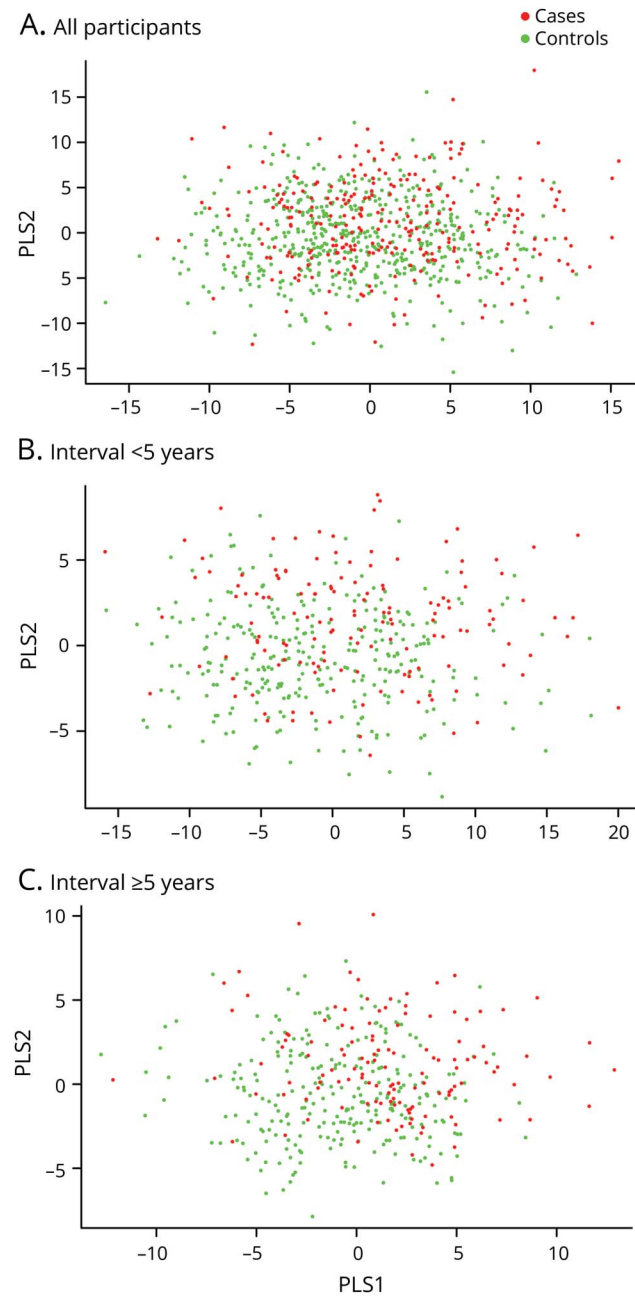 A. All participants
Cases
Controls
15
10
5
0
5
−10
−15
PLS2
−15 −10 −5 0 5 10 15
B. Interval <5 years
5
0
−5
PLS2
−15 −10 −5 0 5 10 15 20
C. Interval ≥5 years
10
5
0
−5
PLS2
−10 −5 0 5 10
PLS1